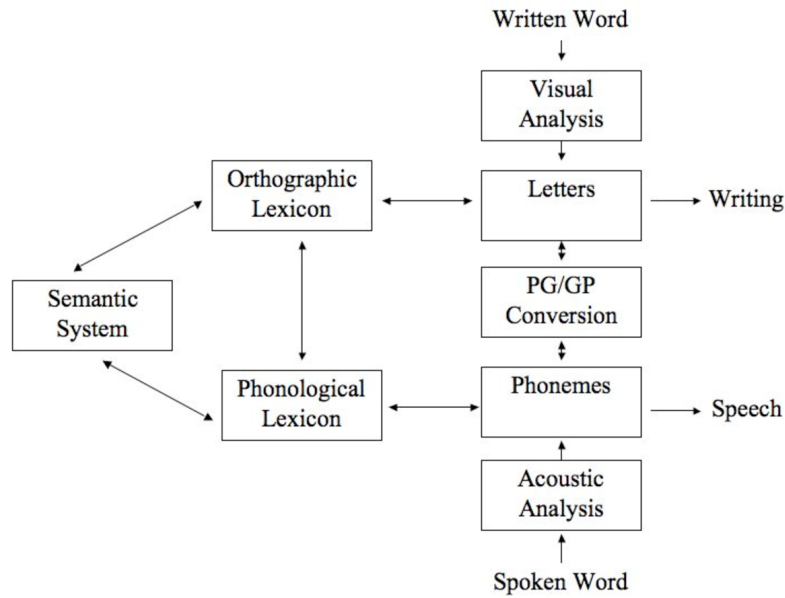 Written Word
Visual
Analysis
Orthographic
Lexicon
Letters
Writing
Semantic
System
PG/GP
Conversion
Phonological
Lexicon
Phonemes
Speech
Acoustic
Analysis
Spoken Word